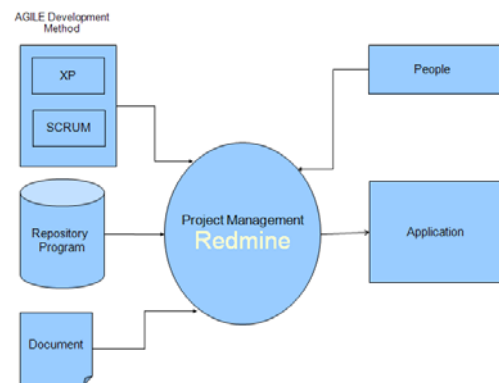 AGILE Development
Method
XP
SCRUM
People
Repository
Program
Project Management
Redmine
Application
Document